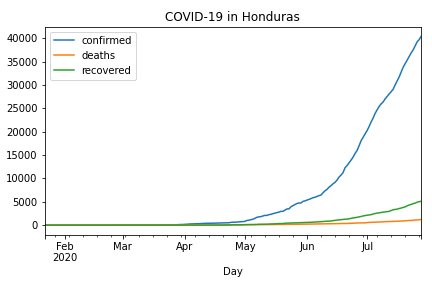 COVID-19 in Honduras
confirmed
deaths
recovered
40000
35000
30000
25000
20000
15000
10000
5000
0
Feb Mar Apr May Jun Jul
2020
Day